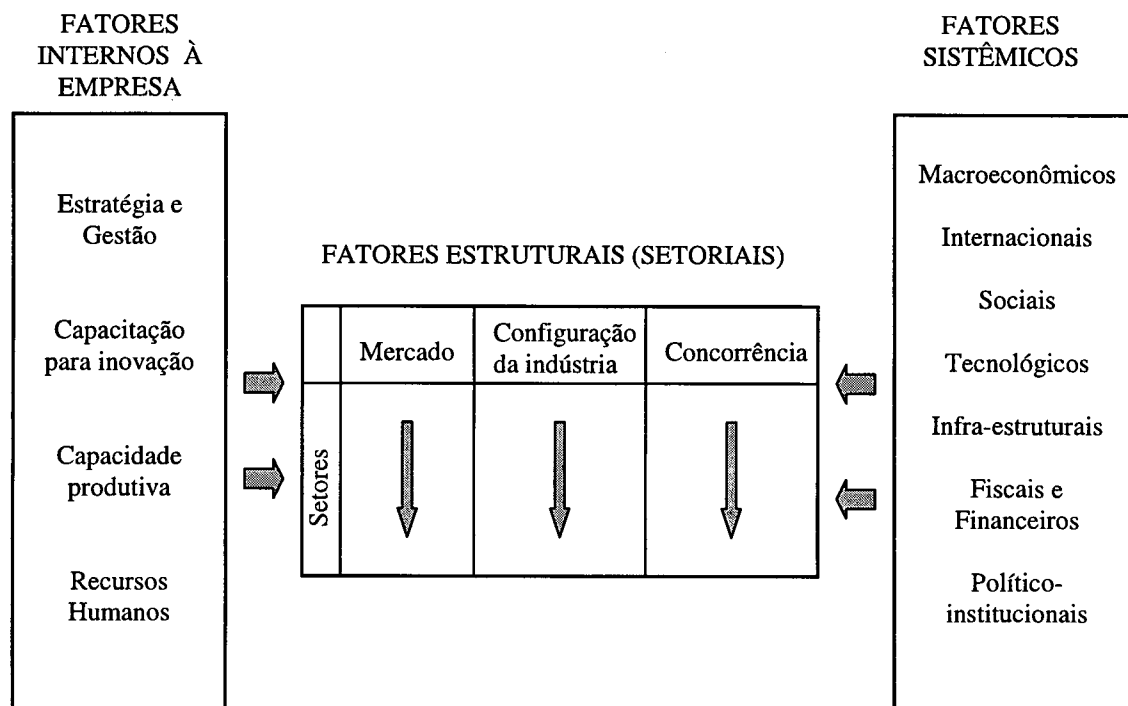 FATORES
INTERNOS À
EMPRESA
Estratégia e
Gestão
Capacitação
para inovação
Capacidade
produtiva
Recursos
Humanos
FATORES ESTRUTURAIS (SETORIAIS)
Mercado
Configuração
da indústria
Concorrência
Setores
FATORES
SISTÊMICOS
Macroeconômicos
Internacionais
Sociais
Tecnológicos
Infra-estruturais
Fiscais e
Financeiros
Político-
institucionais